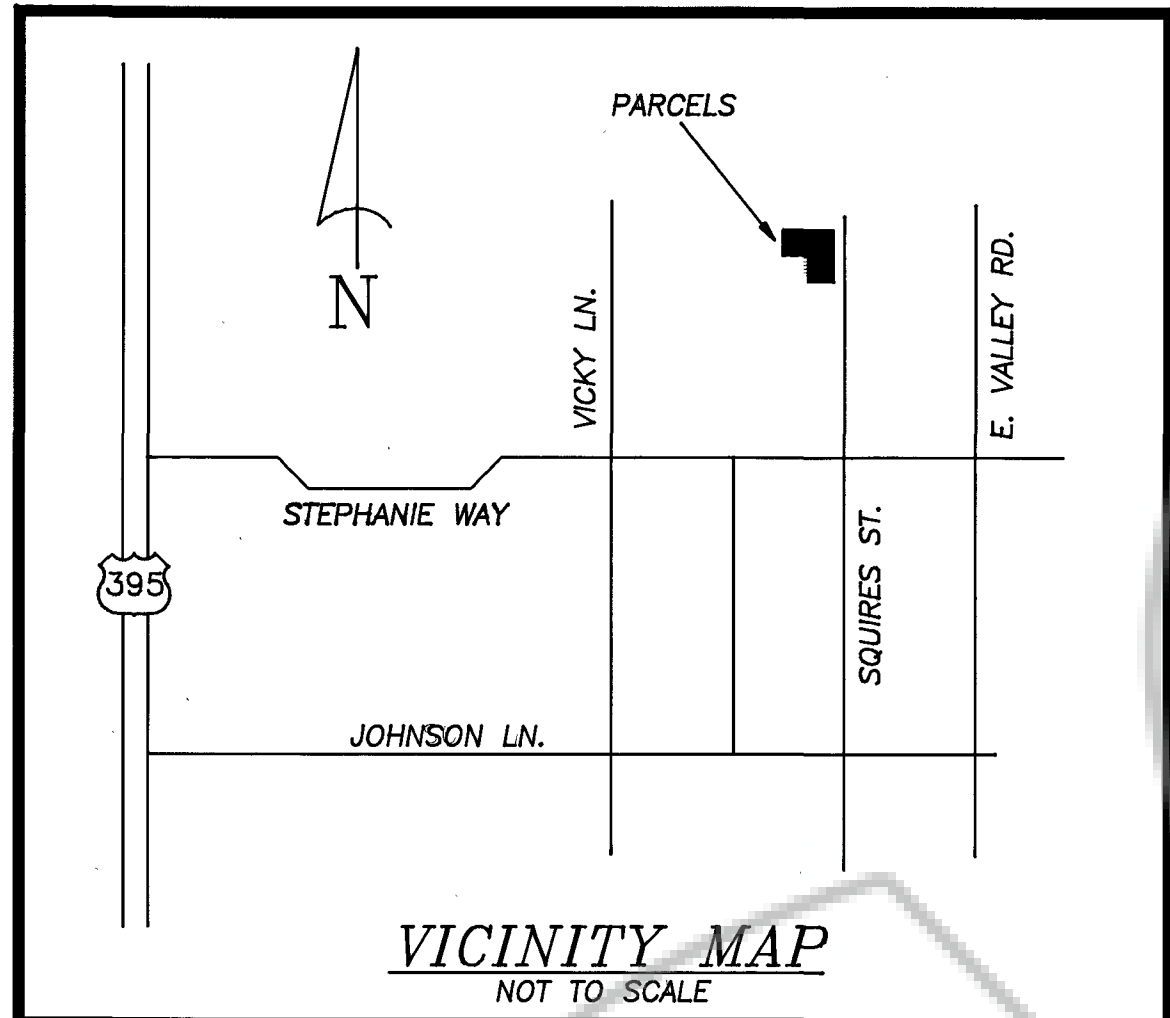 PARCELS
N
VICKY LN.
E. VALLEY RD.
STEPHANIE WAY
395
SQUIRES ST.
JOHNSON LN.
VICINITY MAP
NOT TO SCALE